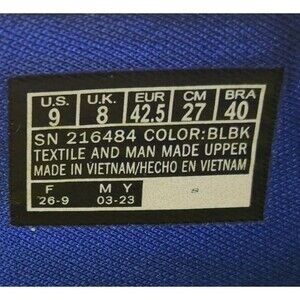 U.S. U.K. EUR CM BRA
9 8 42.5 27 40
SN 216484 COLOR:BLBK
TEXTILE AND MAN MADE UPPER
MADE IN VIETNAM/HECHO EN VIETNAM
F M Y
26-9 03-23